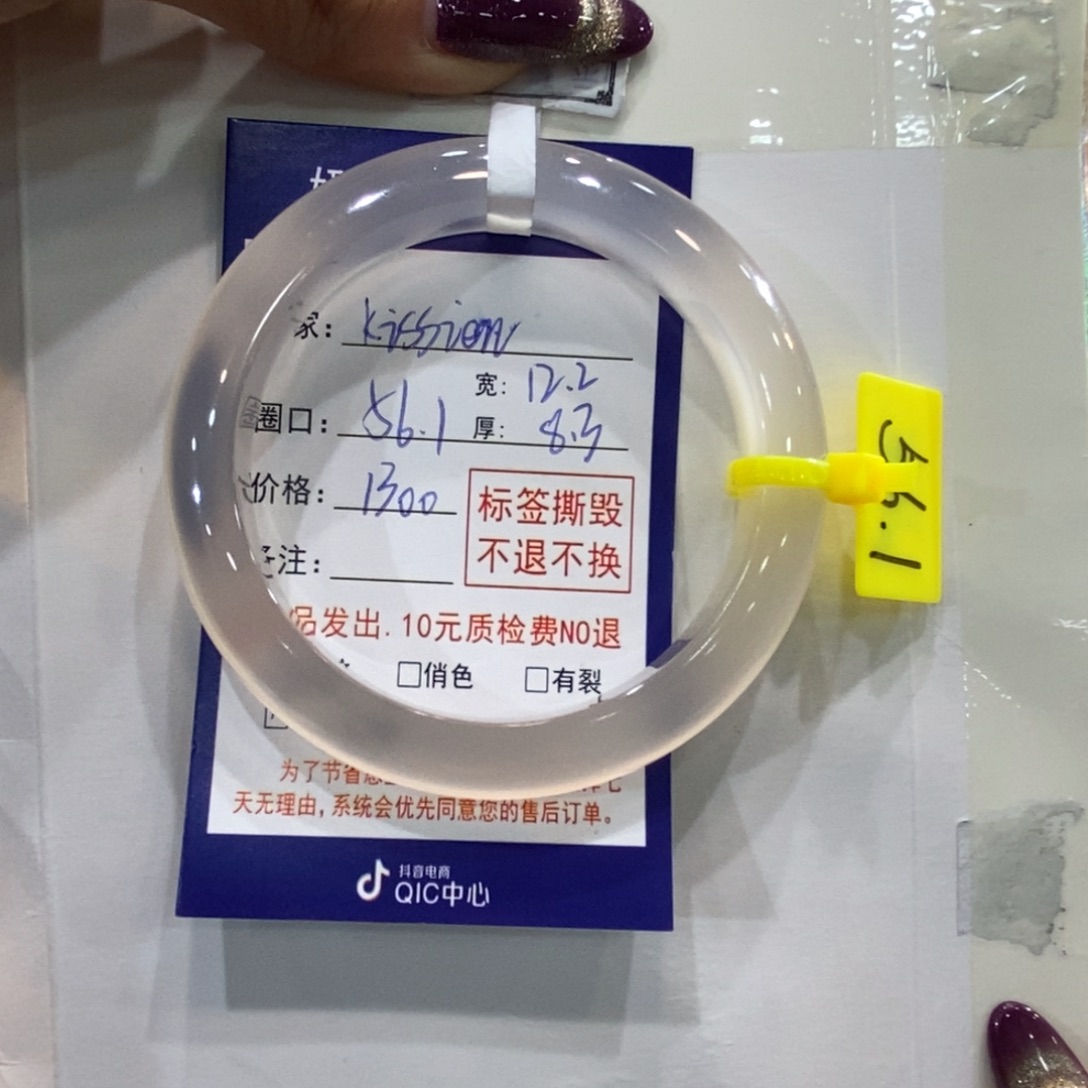 家: kission
宽: 12.2
圈口: 56.1 厚: 8.3
价格: 1300
标签撕毁
不退不换
注:
品发出.10元质检费NO退
□俏色 □有裂
为了节省
天无理由,系统会优先同意您的售后订单。
抖音电商
QIC中心
56.1